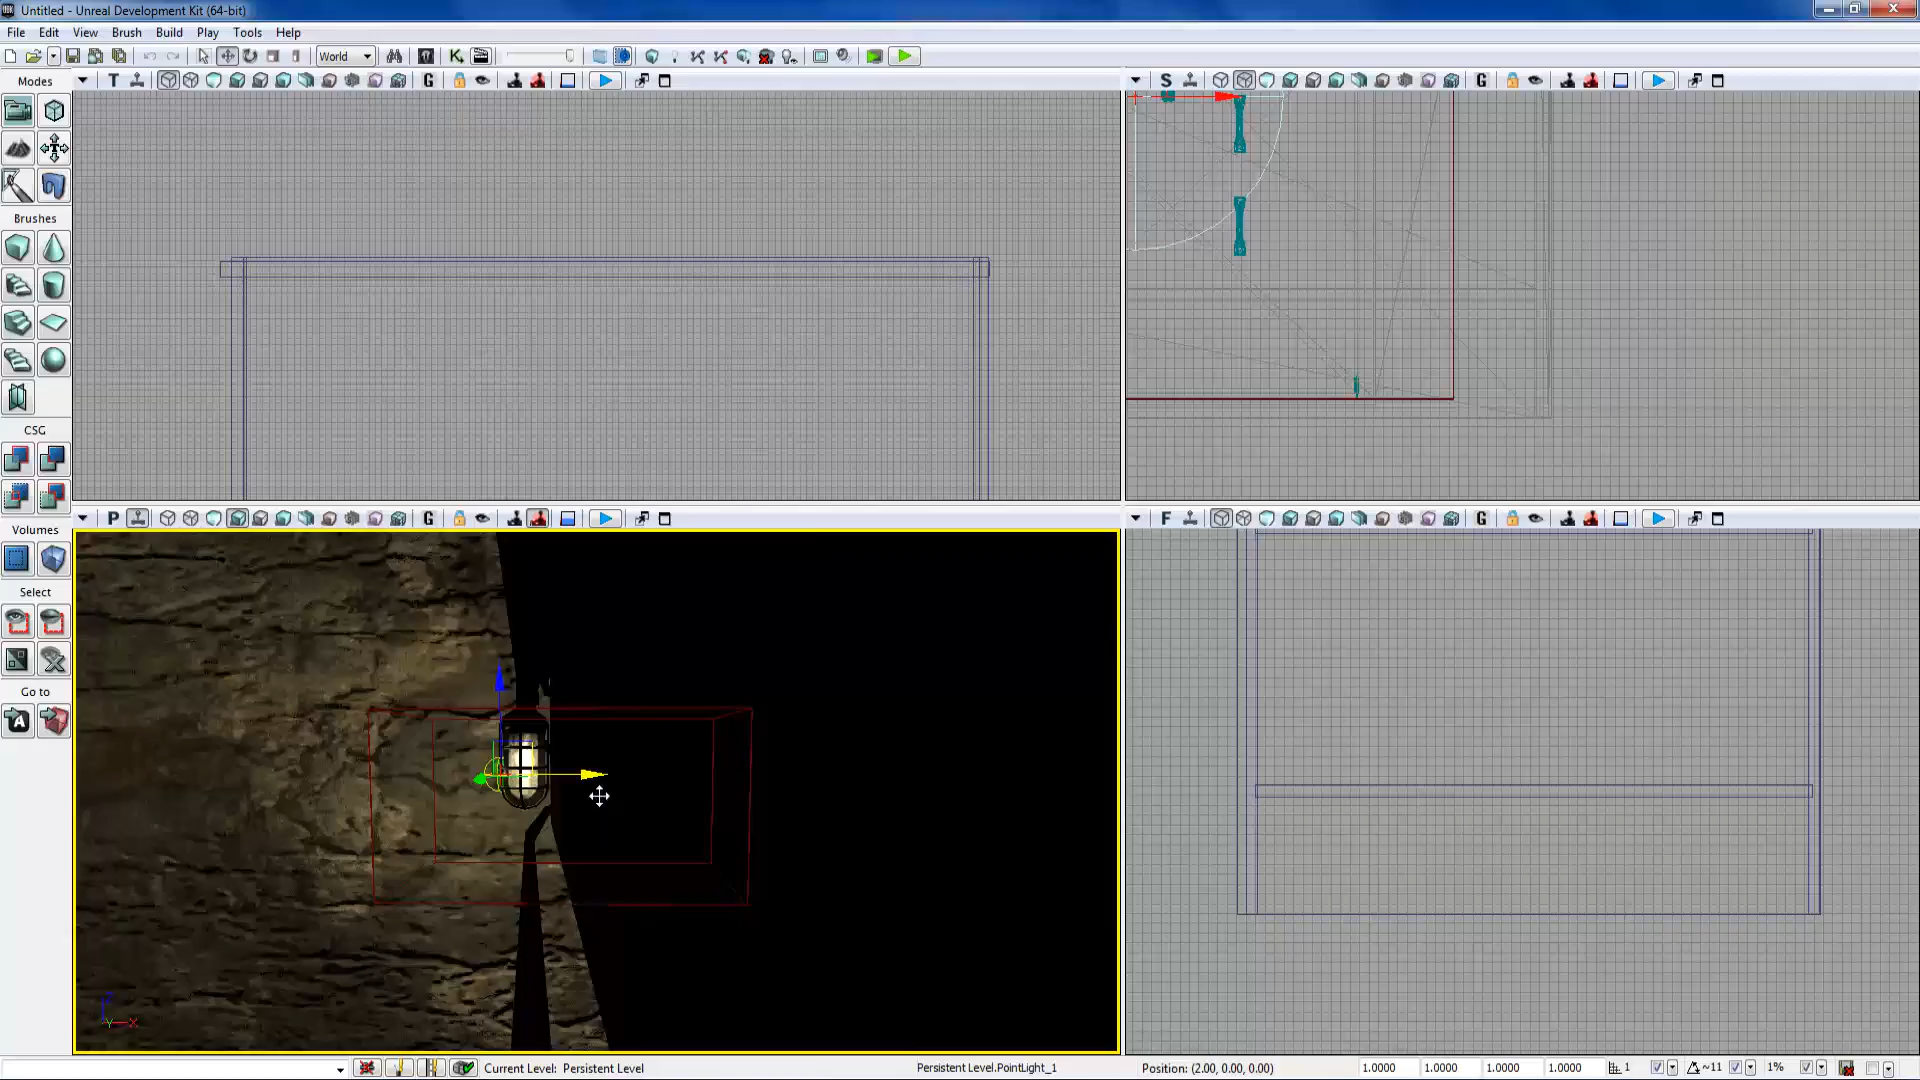 Untitled - Unreal Development Kit (64-bit)
File Edit View Brush Build Play Tools Help
World
Modes
T G
S G
Brushes
CSG
Volumes
P G
F G
Select
Go to
Z
Y X
Current Level: Persistent Level
Persistent Level.PointLight_1
Position: (2.00, 0.00, 0.00)
1.0000 1.0000 1.0000 1.0000
1
~11
1%